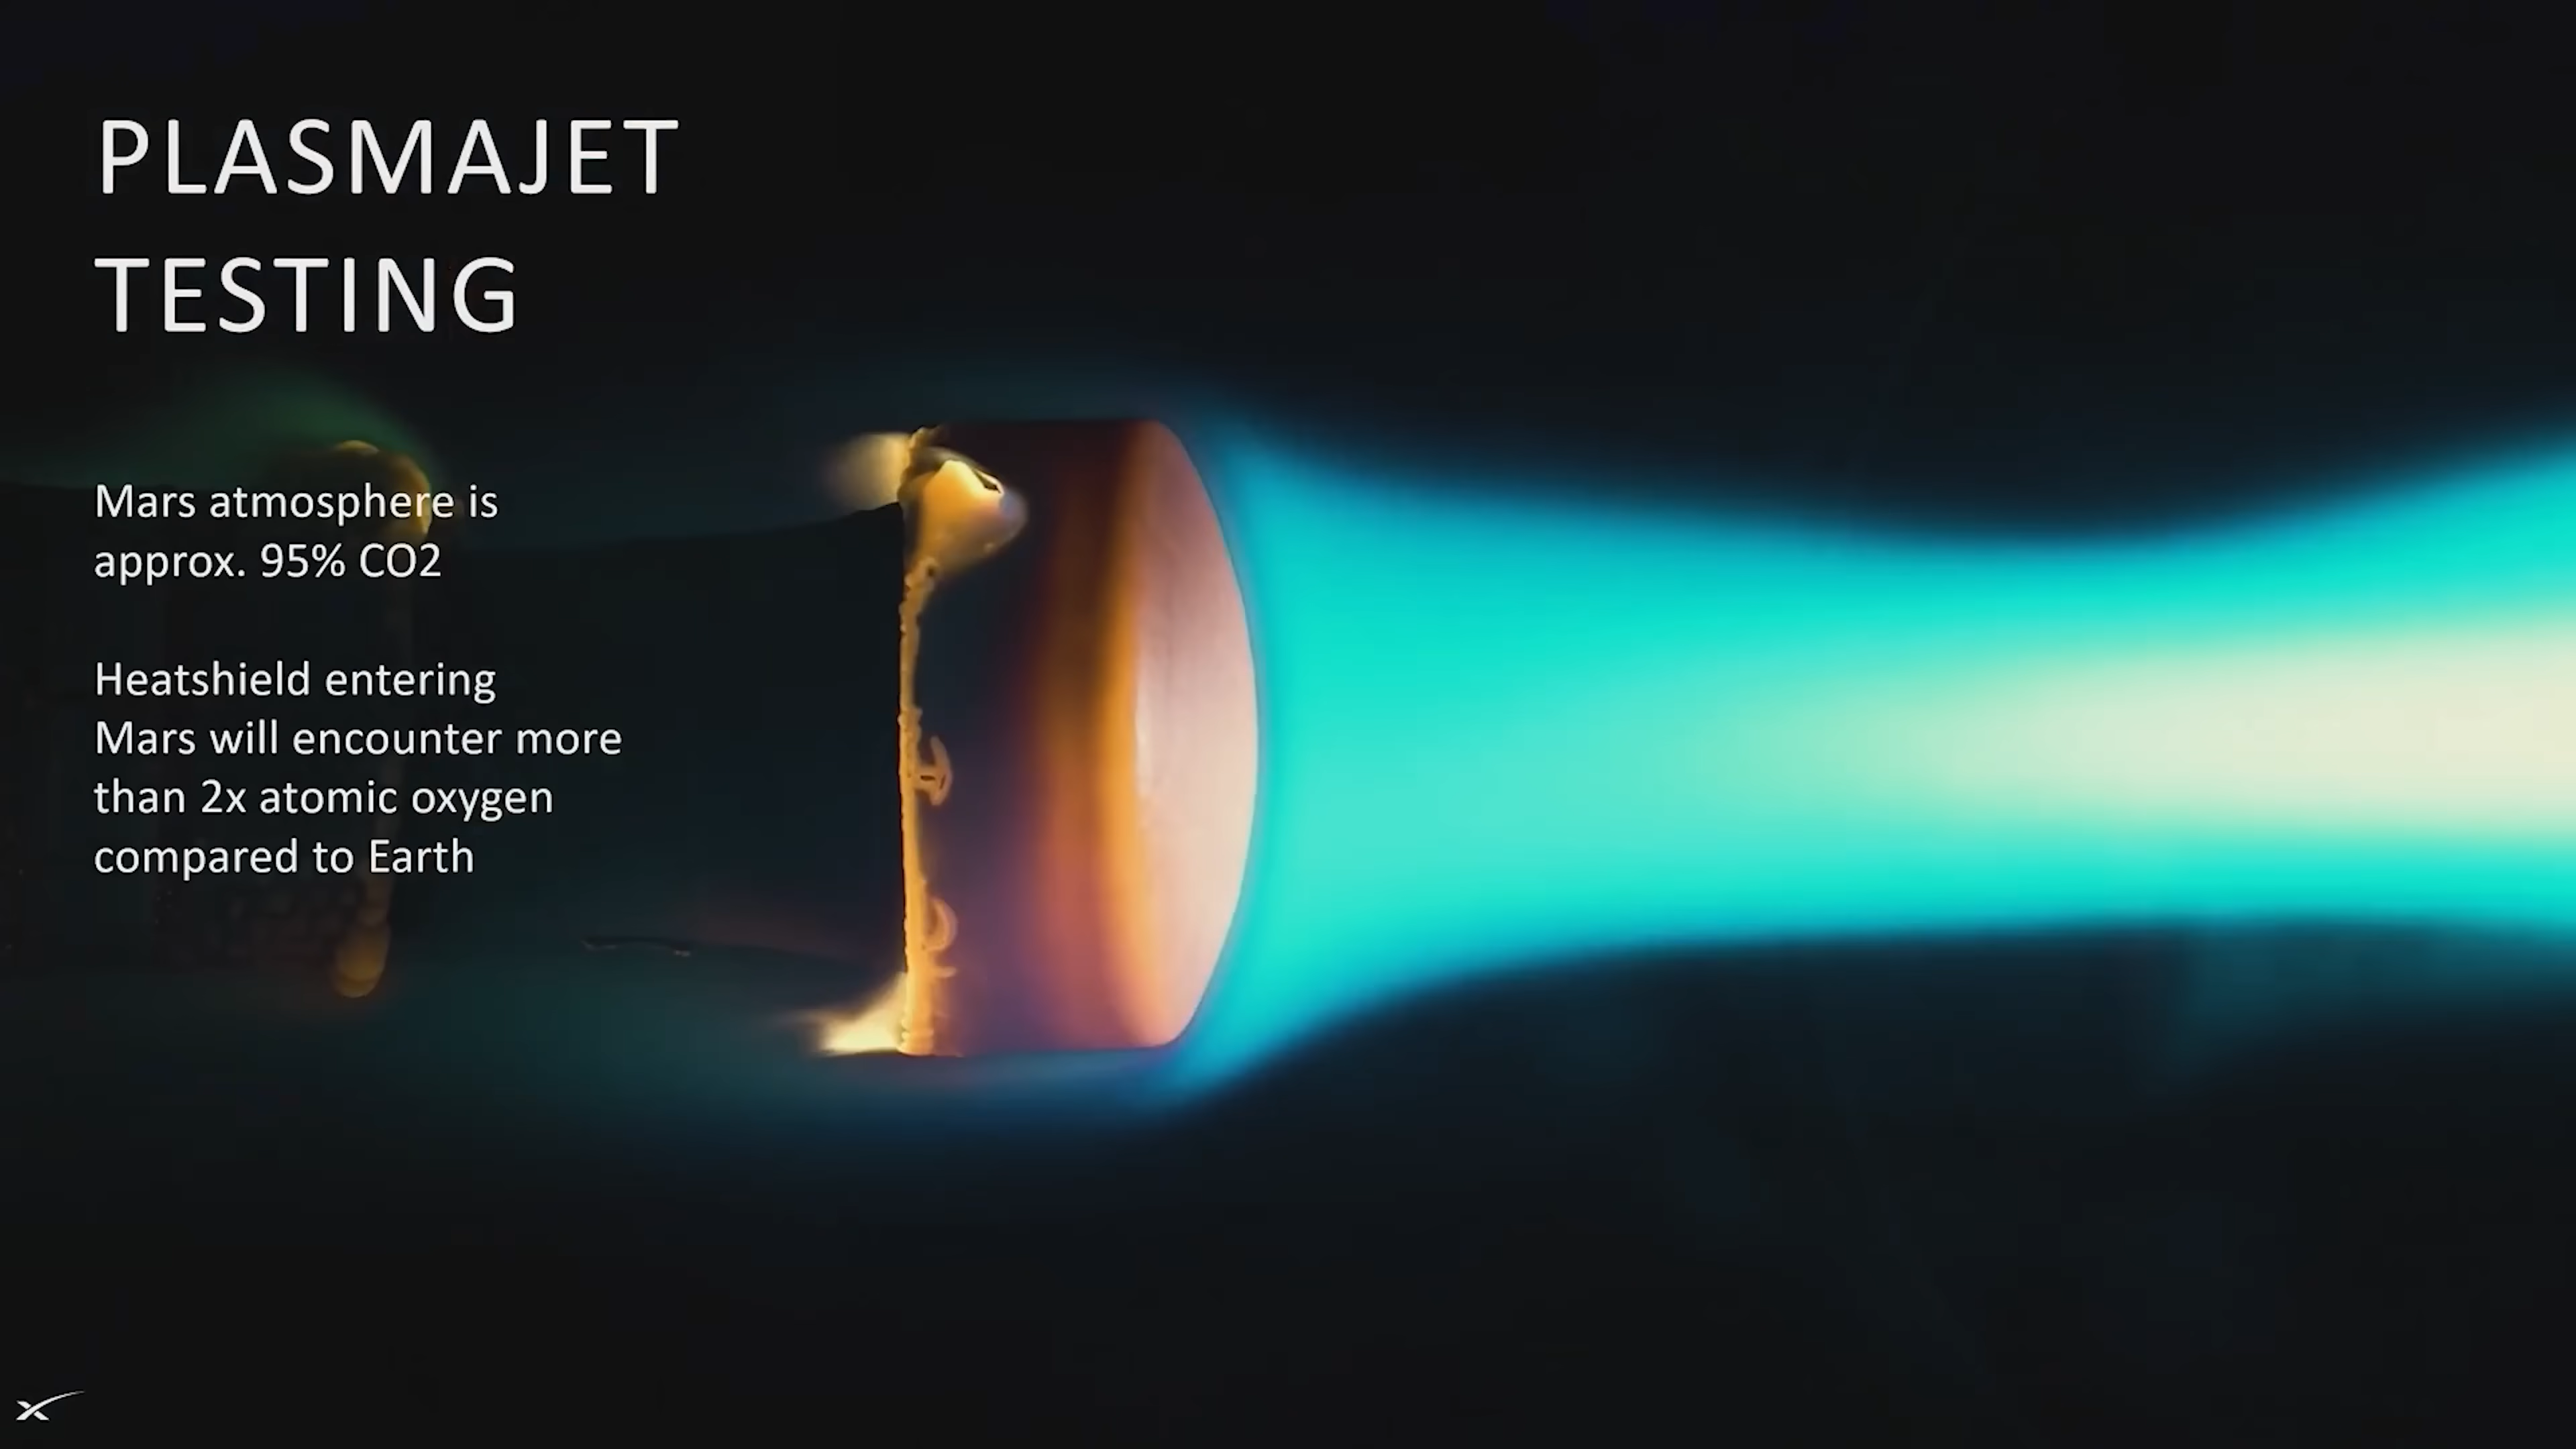 PLASMAJET
TESTING
Mars atmosphere is
approx. 95% CO2
Heatshield entering
Mars will encounter more
than 2x atomic oxygen
compared to Earth